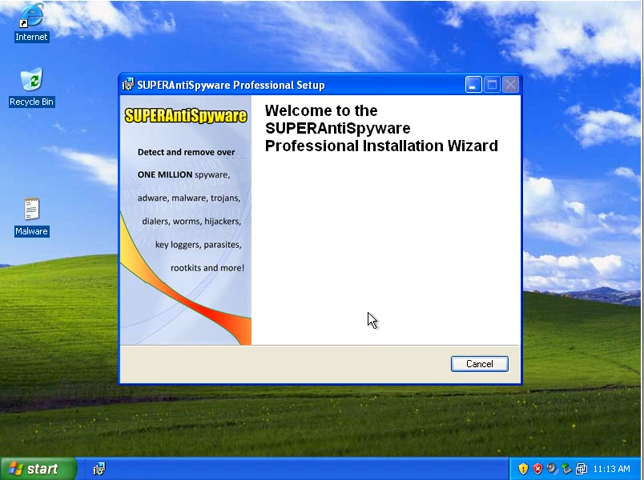 Internet
Recycle Bin
Malware
SUPERAntiSpyware Professional Setup
SUPERAntiSpyware
Detect and remove over
ONE MILLION spyware,
adware, malware, trojans,
dialers, worms, hijackers,
key loggers, parasites,
rootkits and more!
Welcome to the
SUPERAntiSpyware
Professional Installation Wizard
Cancel
start
11:13 AM